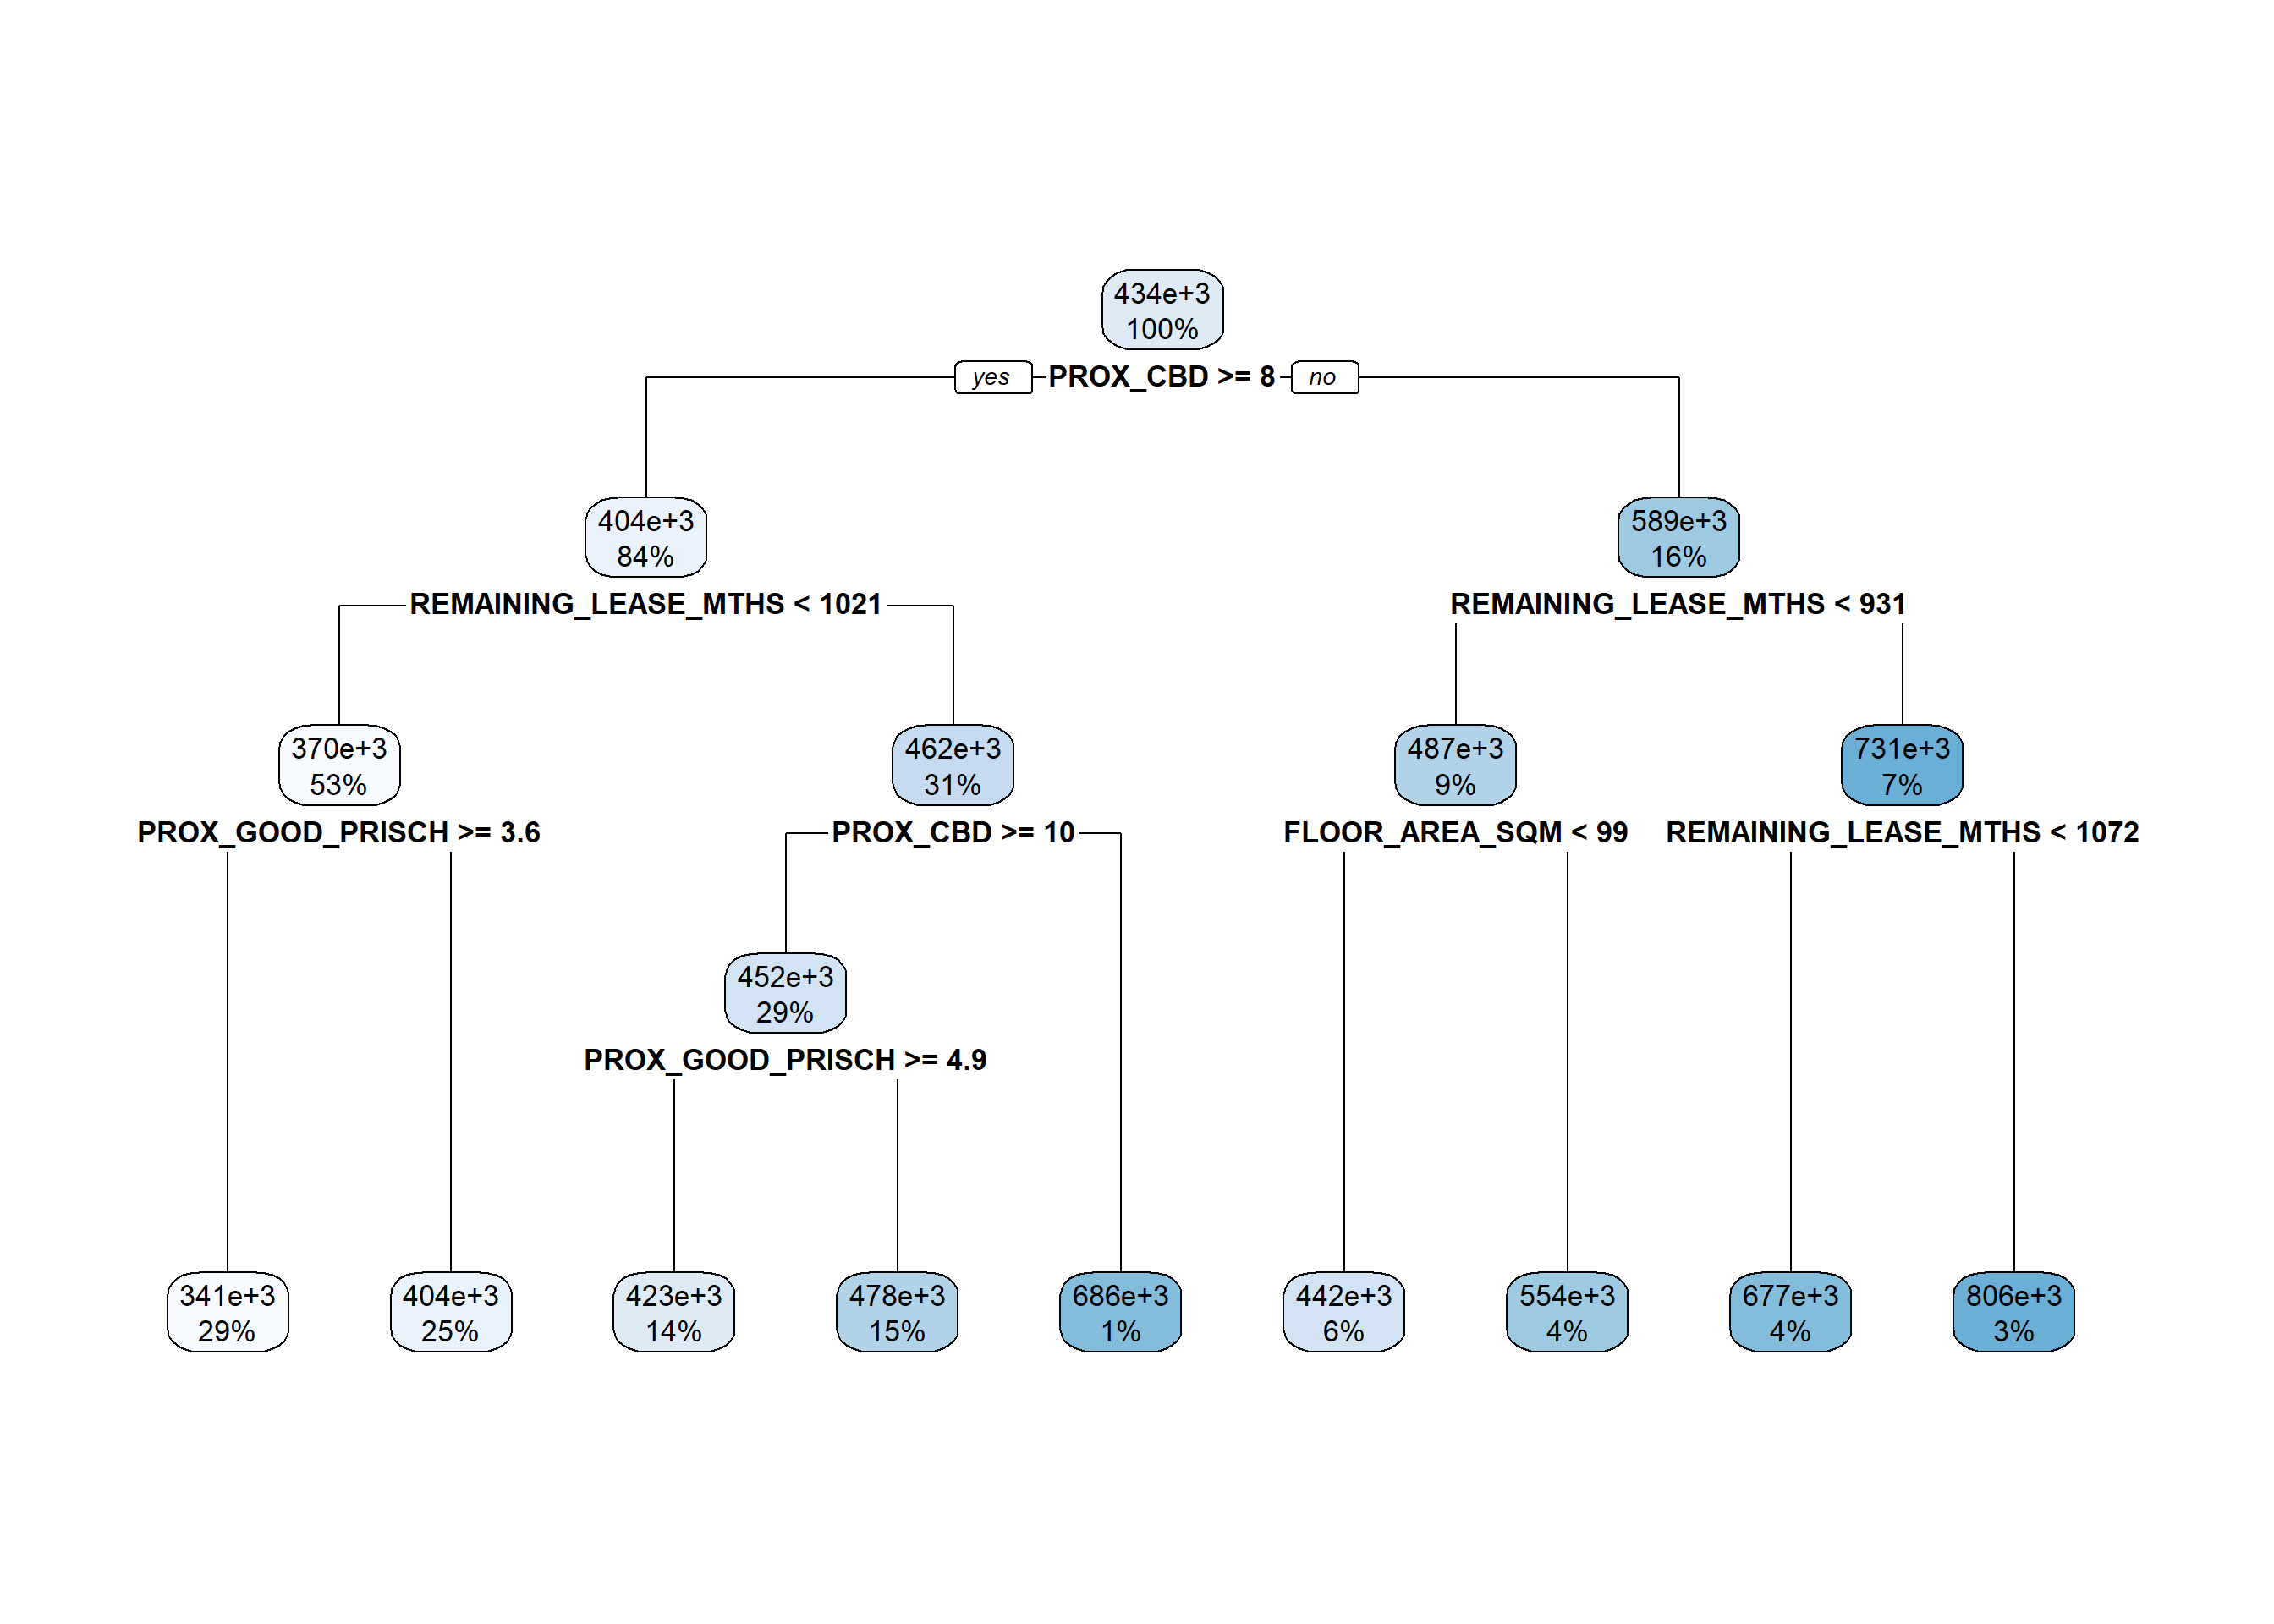 434e+3
100%
yes PROX_CBD >= 8 no
404e+3
84%
589e+3
16%
REMAINING_LEASE_MTHS < 1021
REMAINING_LEASE_MTHS < 931
370e+3
53%
462e+3
31%
487e+3
9%
731e+3
7%
PROX_GOOD_PRISCH >= 3.6
PROX_CBD >= 10
FLOOR_AREA_SQM < 99
REMAINING_LEASE_MTHS < 1072
452e+3
29%
PROX_GOOD_PRISCH >= 4.9
341e+3
29%
404e+3
25%
423e+3
14%
478e+3
15%
686e+3
1%
442e+3
6%
554e+3
4%
677e+3
4%
806e+3
3%